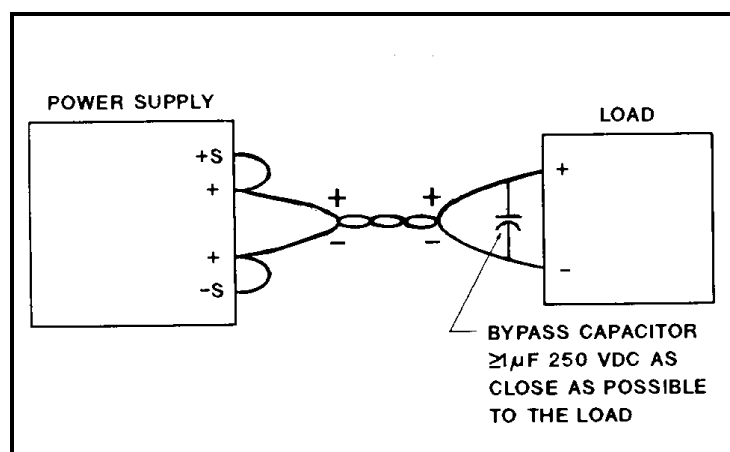 POWER SUPPLY
LOAD
+S
+
+
-S
+
-
+
-
+
-
BYPASS CAPACITOR
≥1µF 250 VDC AS
CLOSE AS POSSIBLE
TO THE LOAD